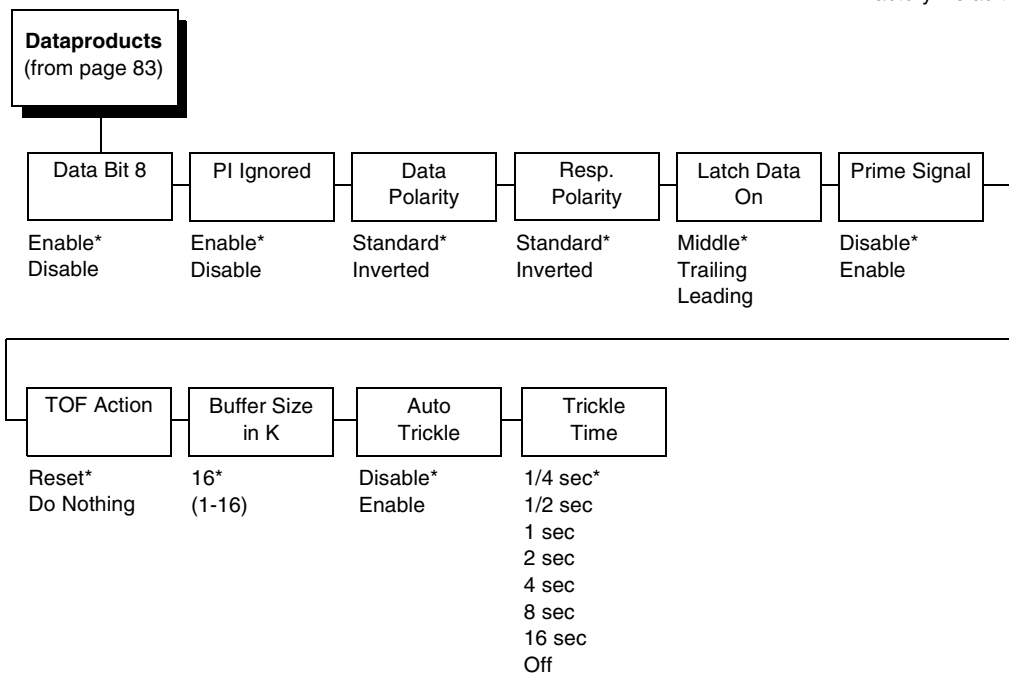 Dataproducts
(from page 83)
Data Bit 8
Enable*
Disable
PI Ignored
Enable*
Disable
Data
Polarity
Standard*
Inverted
Resp.
Polarity
Standard*
Inverted
Latch Data
On
Middle*
Trailing
Leading
Prime Signal
Disable*
Enable
TOF Action
Reset*
Do Nothing
Buffer Size
in K
16*
(1-16)
Auto
Trickle
Disable*
Enable
Trickle
Time
1/4 sec*
1/2 sec
1 sec
2 sec
4 sec
8 sec
16 sec
Off